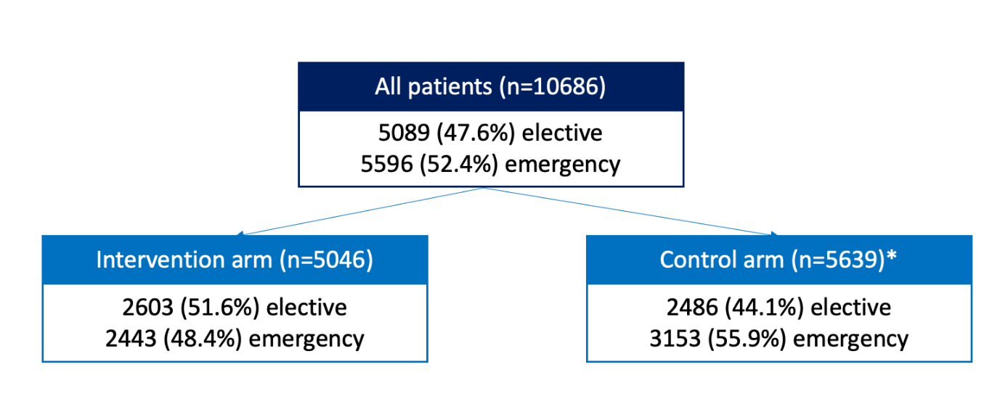 All patients (n=10686)
5089 (47.6%) elective
5596 (52.4%) emergency
Intervention arm (n=5046)
2603 (51.6%) elective
2443 (48.4%) emergency
Control arm (n=5639)*
2486 (44.1%) elective
3153 (55.9%) emergency